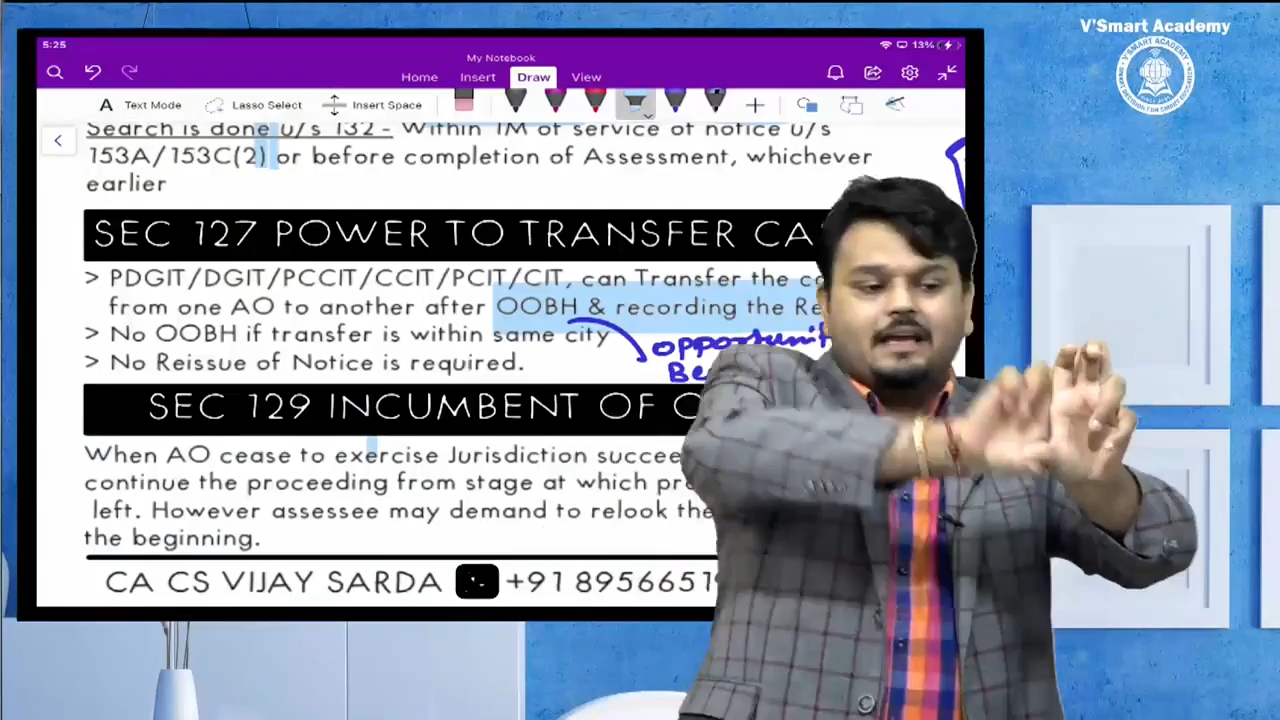 V'Smart Academy
5:25
13%
My Notebook
Home Insert Draw View
Text Mode Lasso Select Insert Space
Search is done u/s 132 - Within 1M of service of notice u/s
153A/153C(2) or before completion of Assessment, whichever
earlier
SEC 127 POWER TO TRANSFER
> PDGIT/DGIT/PCCIT/CCIT/PCIT/CIT, can Transfer the
from one AO to another after OOBH & recording the
> No OOBH if transfer is within same city
> No Reissue of Notice is required.
SEC 129 INCUMBENT OF
When AO cease to exercise Jurisdiction
continue the proceeding from stage at which
left. However assessee may demand to relook
the beginning.
CA CS VIJAY SARDA +91 895665